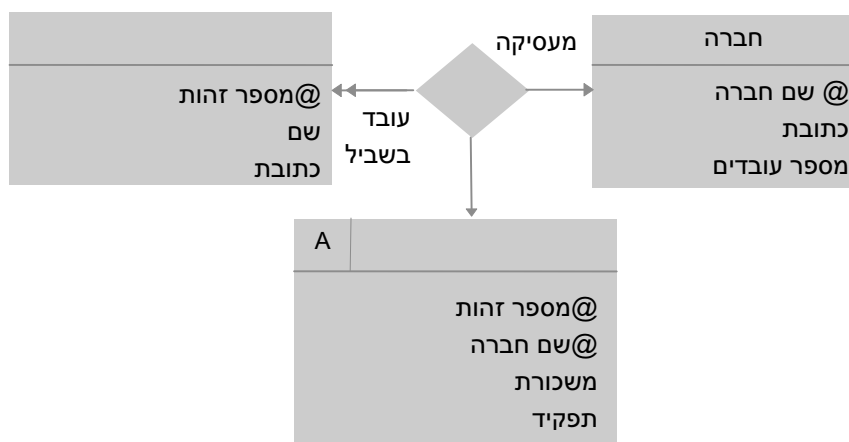 חברה
@ שם חברה
כתובת
מספר עובדים
מעסיקה
עובד
בשביל
@מספר זהות
שם
כתובת
A
@מספר זהות
@שם חברה
משכורת
תפקיד